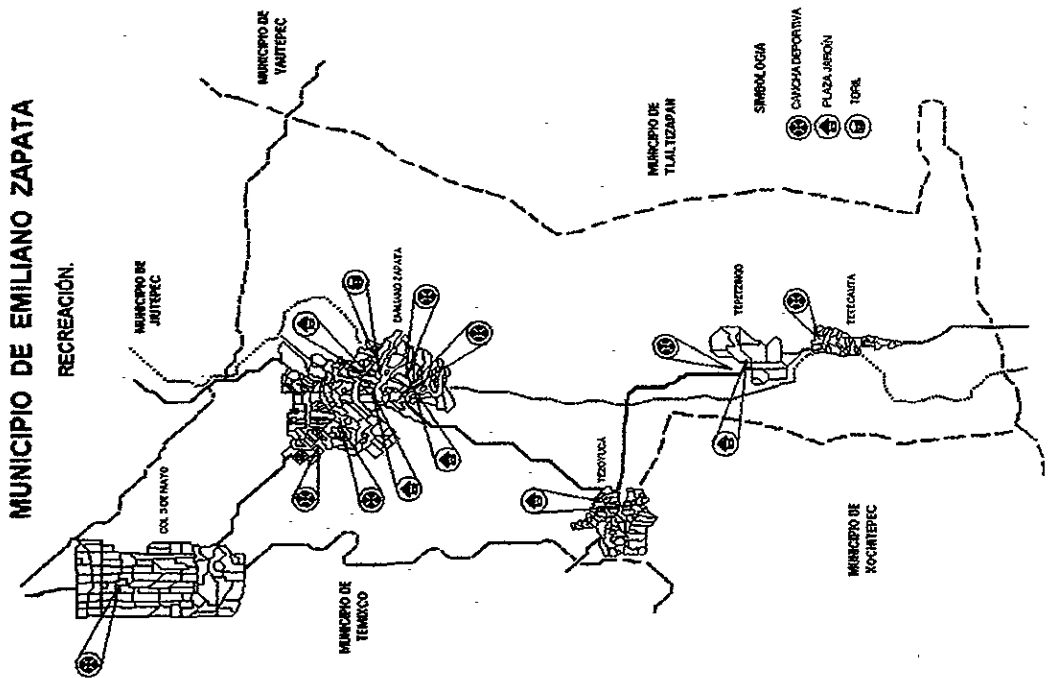 MUNICIPIO DE EMILIANO ZAPATA
RECREACIÓN.
MUNICIPIO DE
JIUTEPEC
MUNICIPIO DE
YAUTEPEC
COL. 3 DE MAYO
EMILIANO ZAPATA
MUNICIPIO DE
TEMIXCO
TEZOYUCA
TEPETZINGO
TETECALITA
MUNICIPIO DE
TLALTIZAPAN
MUNICIPIO DE
XOCHITEPEC
SIMBOLOGIA
CANCHA DEPORTIVA
PLAZA JARDÍN
TORIL